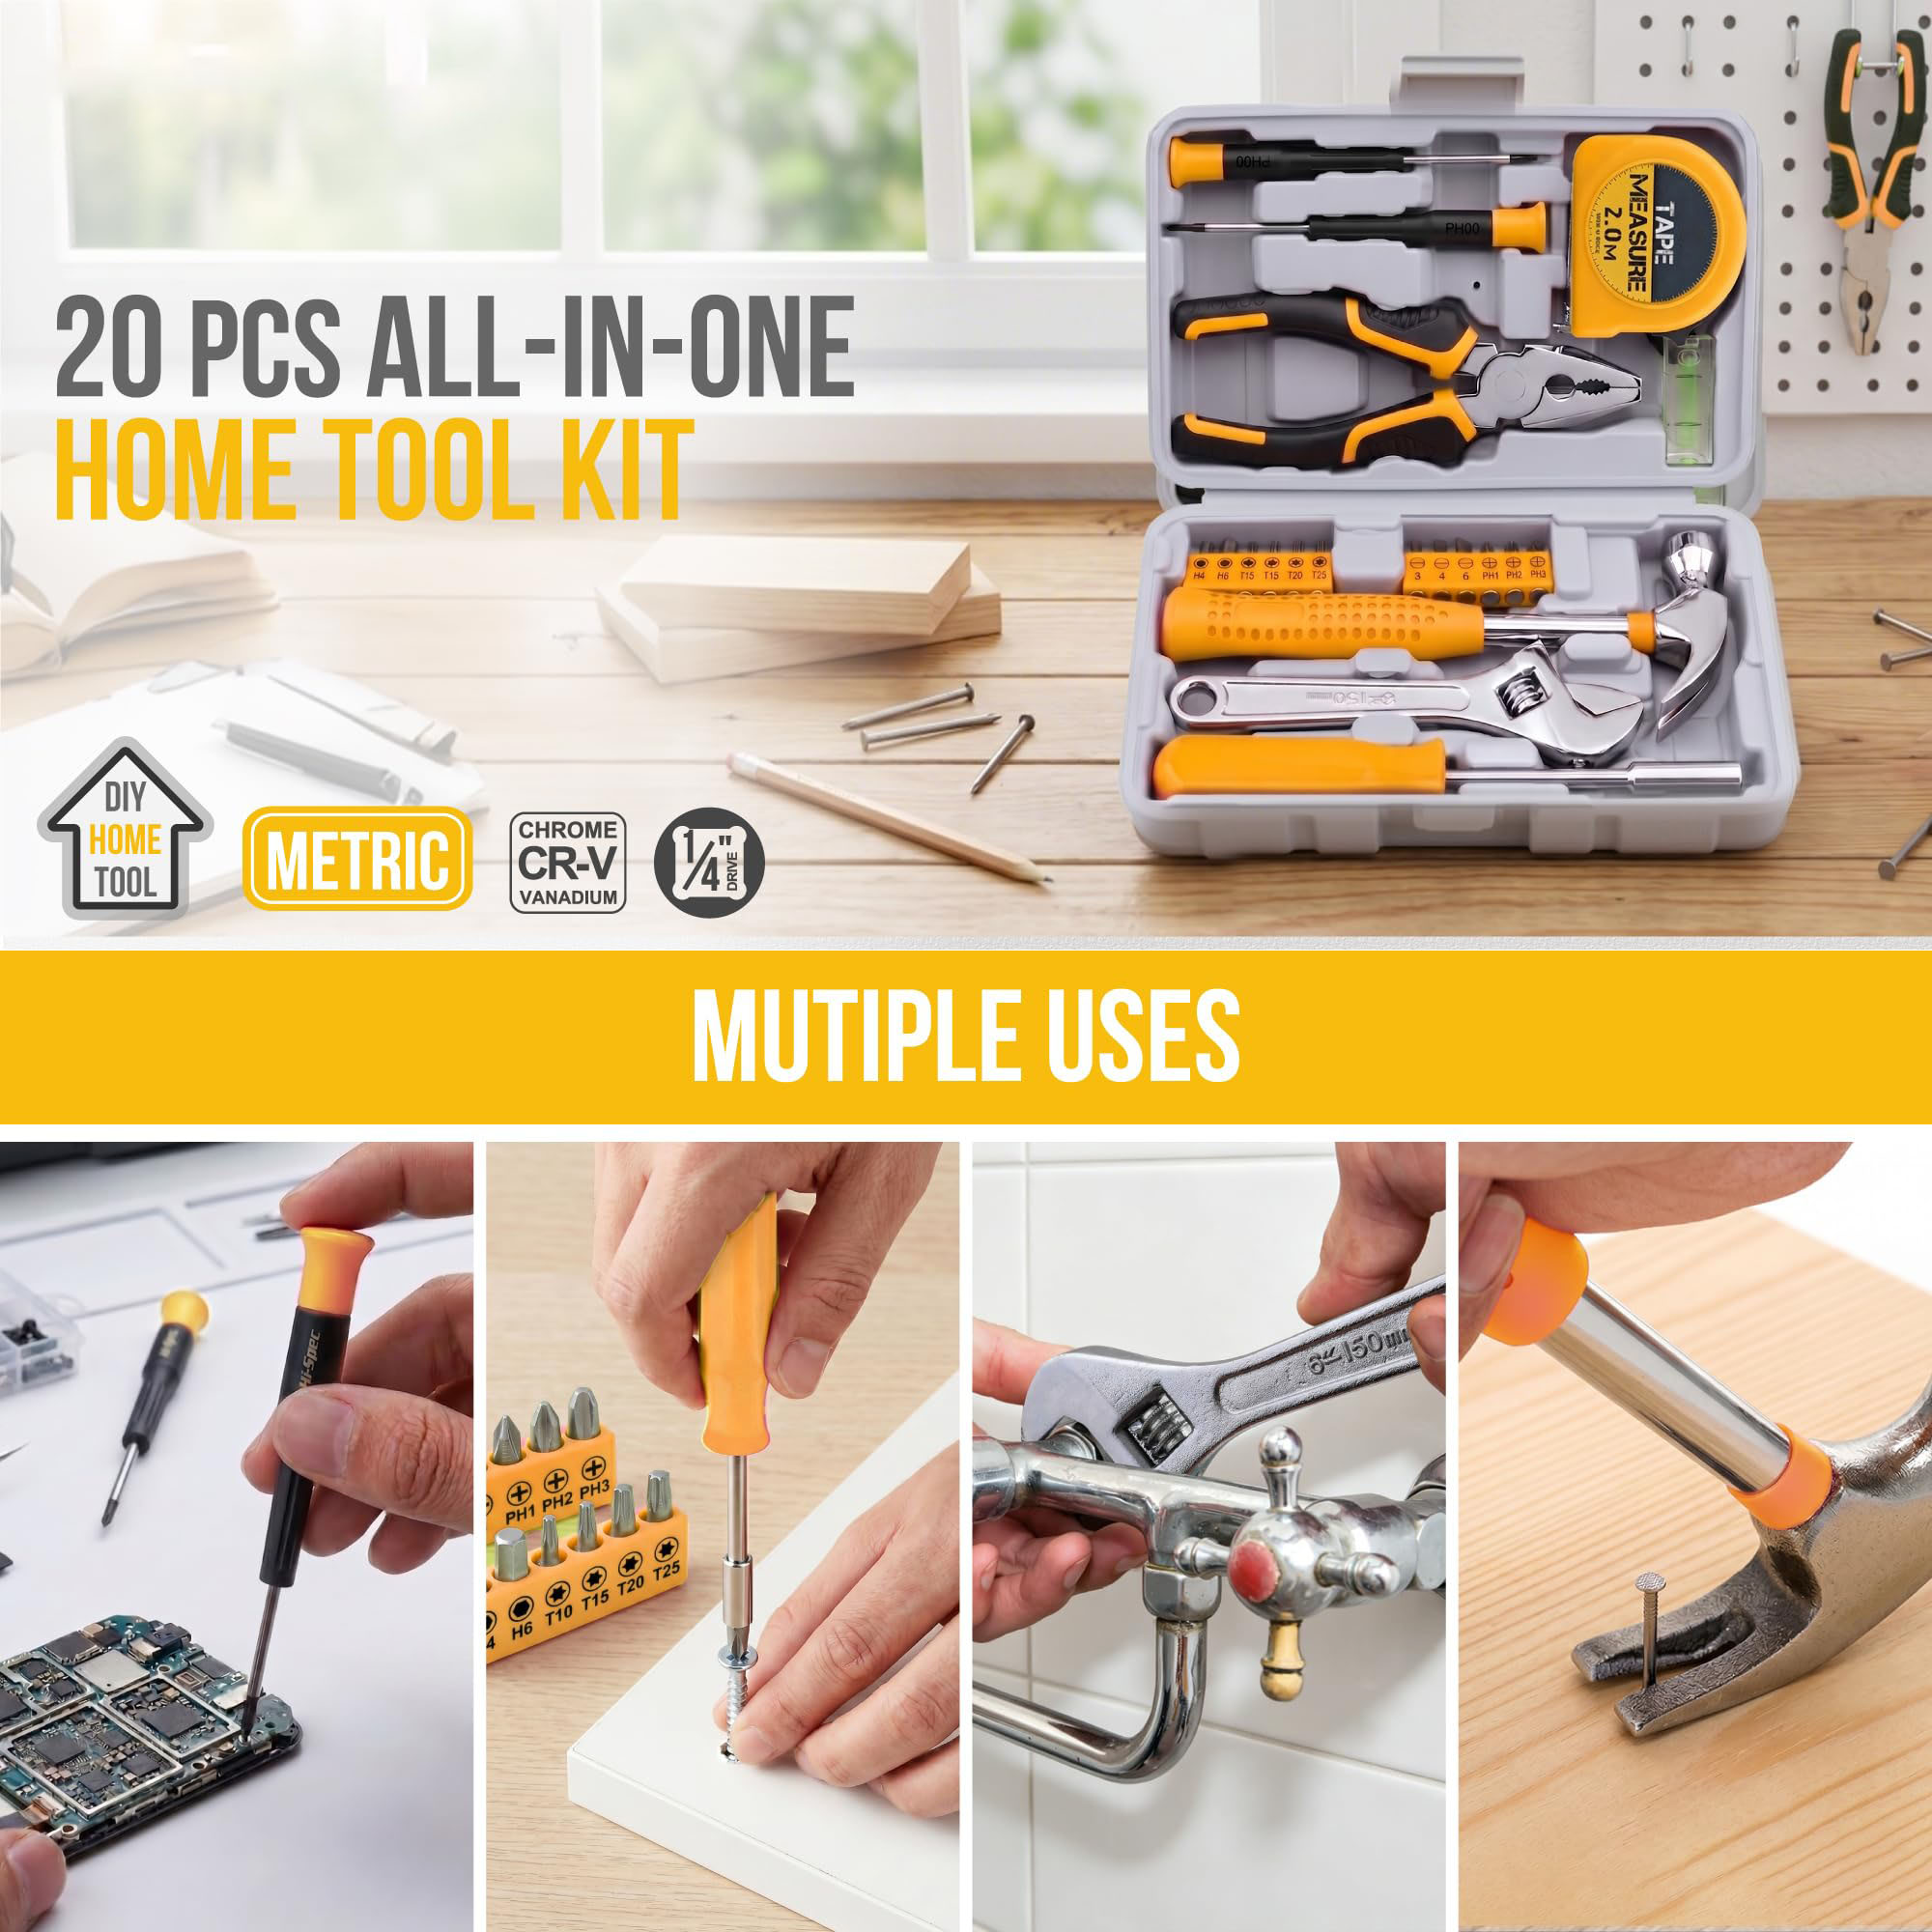 20 PCS ALL-IN-ONE
HOME TOOL KIT
PH00
PH00
TAPE
MEASURE
2.0M
H4 H6 T15 T15 T20 T25
3 4 6 PH1 PH2 PH3
150
DIY
HOME
TOOL
METRIC
CHROME
CR-V
VANADIUM
1/4"
DRIVE
MUTIPLE USES
Hi-Spec
PH1 PH2 PH3
4 H6 T10 T15 T20 T25
6" 150mm